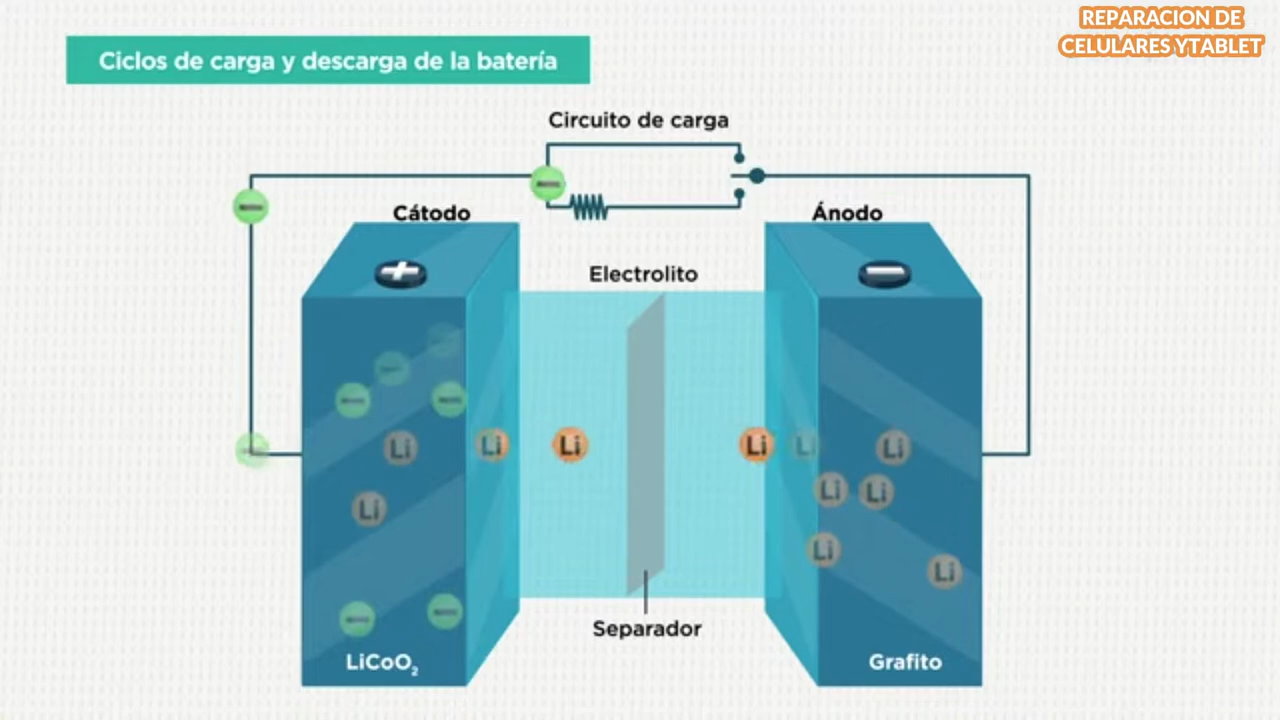 REPARACION DE
CELULARES YTABLET
Ciclos de carga y descarga de la batería
Circuito de carga
Cátodo
Ánodo
Electrolito
Li
Li
Li
Li
Li
Li
Li
Li
Li
Li
Li
Separador
LiCoO₂
Grafito